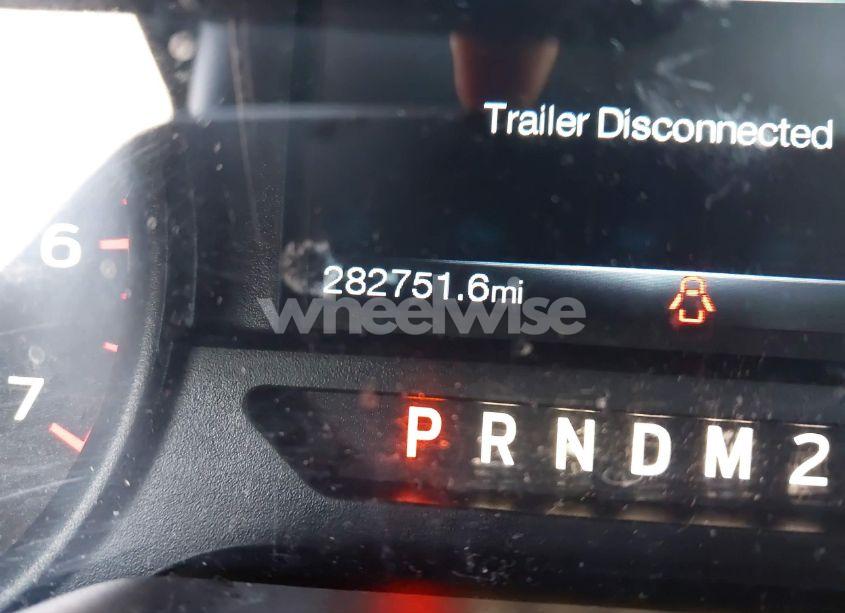 Trailer Disconnected
6
282751.6mi
wheelwise
7
P R N D M 2